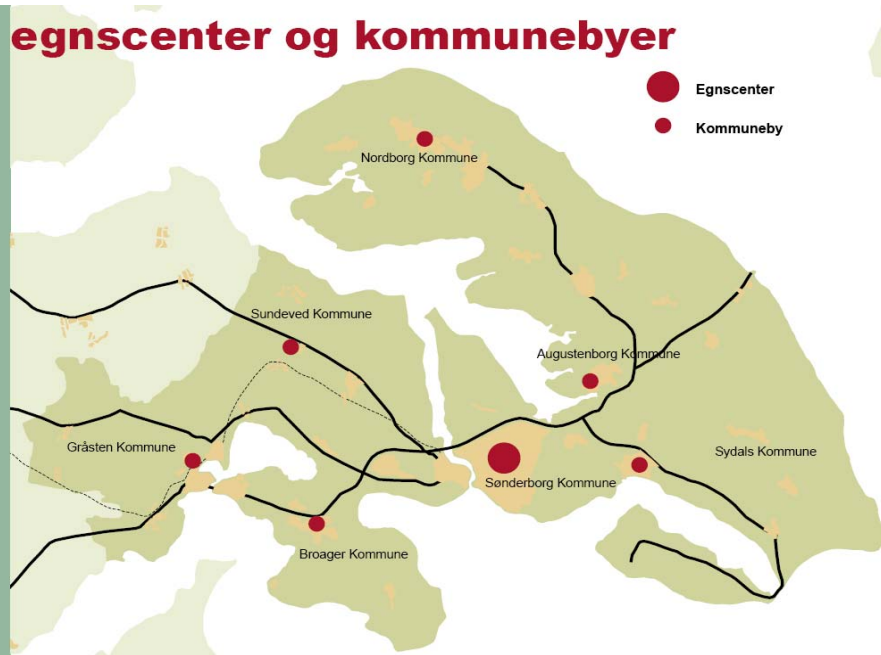 egnscenter og kommunebyer
Egnscenter
Kommuneby
Nordborg Kommune
Sundeved Kommune
Augustenborg Kommune
Gråsten Kommune
Sydals Kommune
Sønderborg Kommune
Broager Kommune